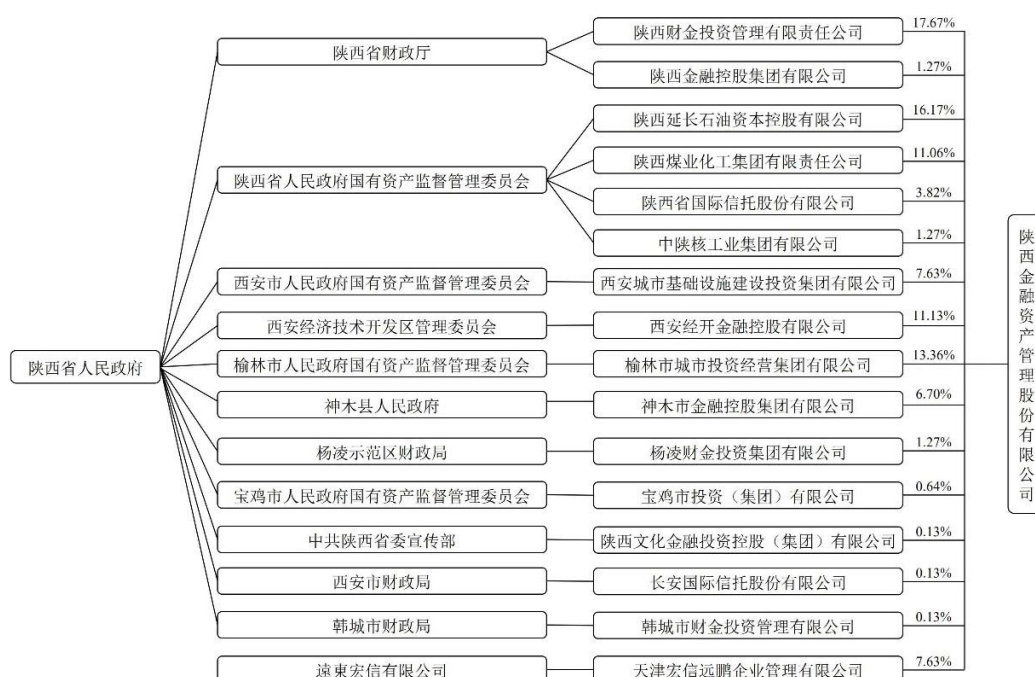 陕西省人民政府
陕西省财政厅
陕西财金投资管理有限责任公司
17.67%
陕西金融控股集团有限公司
1.27%
陕西省人民政府国有资产监督管理委员会
陕西延长石油资本控股有限公司
16.17%
陕西煤业化工集团有限责任公司
11.06%
陕西省国际信托股份有限公司
3.82%
中陕核工业集团有限公司
1.27%
西安市人民政府国有资产监督管理委员会
西安城市基础设施建设投资集团有限公司
7.63%
西安经济技术开发区管理委员会
西安经开金融控股有限公司
11.13%
榆林市人民政府国有资产监督管理委员会
榆林市城市投资经营集团有限公司
13.36%
神木县人民政府
神木市金融控股集团有限公司
6.70%
杨凌示范区财政局
杨凌财金投资集团有限公司
1.27%
宝鸡市人民政府国有资产监督管理委员会
宝鸡市投资（集团）有限公司
0.64%
中共陕西省委宣传部
陕西文化金融投资控股（集团）有限公司
0.13%
西安市财政局
长安国际信托股份有限公司
0.13%
韩城市财政局
韩城市财金投资管理有限公司
0.13%
遠東宏信有限公司
天津宏信远鹏企业管理有限公司
7.63%
陕西金融资产管理股份有限公司